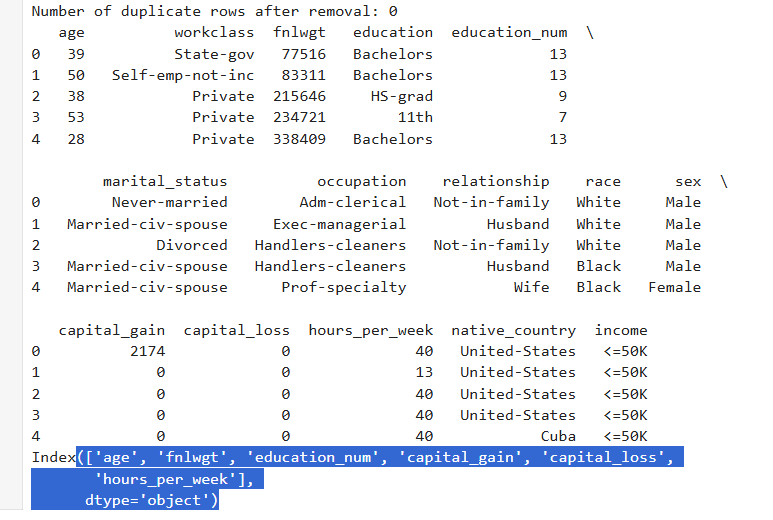 Number of duplicate rows after removal: 0
   age         workclass  fnlwgt   education  education_num  \
0   39         State-gov   77516   Bachelors             13
1   50  Self-emp-not-inc   83311   Bachelors             13
2   38           Private  215646     HS-grad              9
3   53           Private  234721        11th              7
4   28           Private  338409   Bachelors             13
        marital_status          occupation    relationship    race      sex  \
0        Never-married        Adm-clerical   Not-in-family   White     Male
1   Married-civ-spouse     Exec-managerial         Husband   White     Male
2             Divorced   Handlers-cleaners   Not-in-family   White     Male
3   Married-civ-spouse   Handlers-cleaners         Husband   Black     Male
4   Married-civ-spouse      Prof-specialty            Wife   Black   Female
   capital_gain  capital_loss  hours_per_week  native_country  income
0          2174             0              40   United-States   <=50K
1             0             0              13   United-States   <=50K
2             0             0              40   United-States   <=50K
3             0             0              40   United-States   <=50K
4             0             0              40            Cuba   <=50K
Index(['age', 'fnlwgt', 'education_num', 'capital_gain', 'capital_loss',
       'hours_per_week'],
      dtype='object')